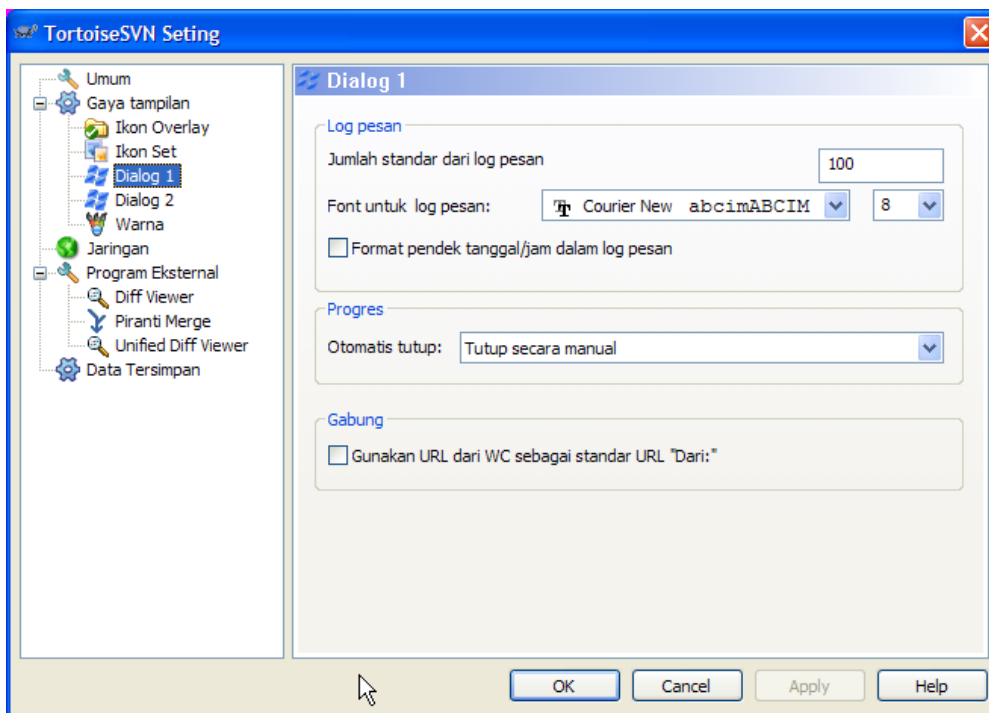 TortoiseSVN Seting
Umum
Gaya tampilan
Ikon Overlay
Ikon Set
Dialog 1
Dialog 2
Warna
Jaringan
Program Eksternal
Diff Viewer
Piranti Merge
Unified Diff Viewer
Data Tersimpan
Dialog 1
Log pesan
Jumlah standar dari log pesan 100
Font untuk log pesan: Courier New abcimABCIM 8
Format pendek tanggal/jam dalam log pesan
Progres
Otomatis tutup: Tutup secara manual
Gabung
Gunakan URL dari WC sebagai standar URL "Dari:"
OK Cancel Apply Help